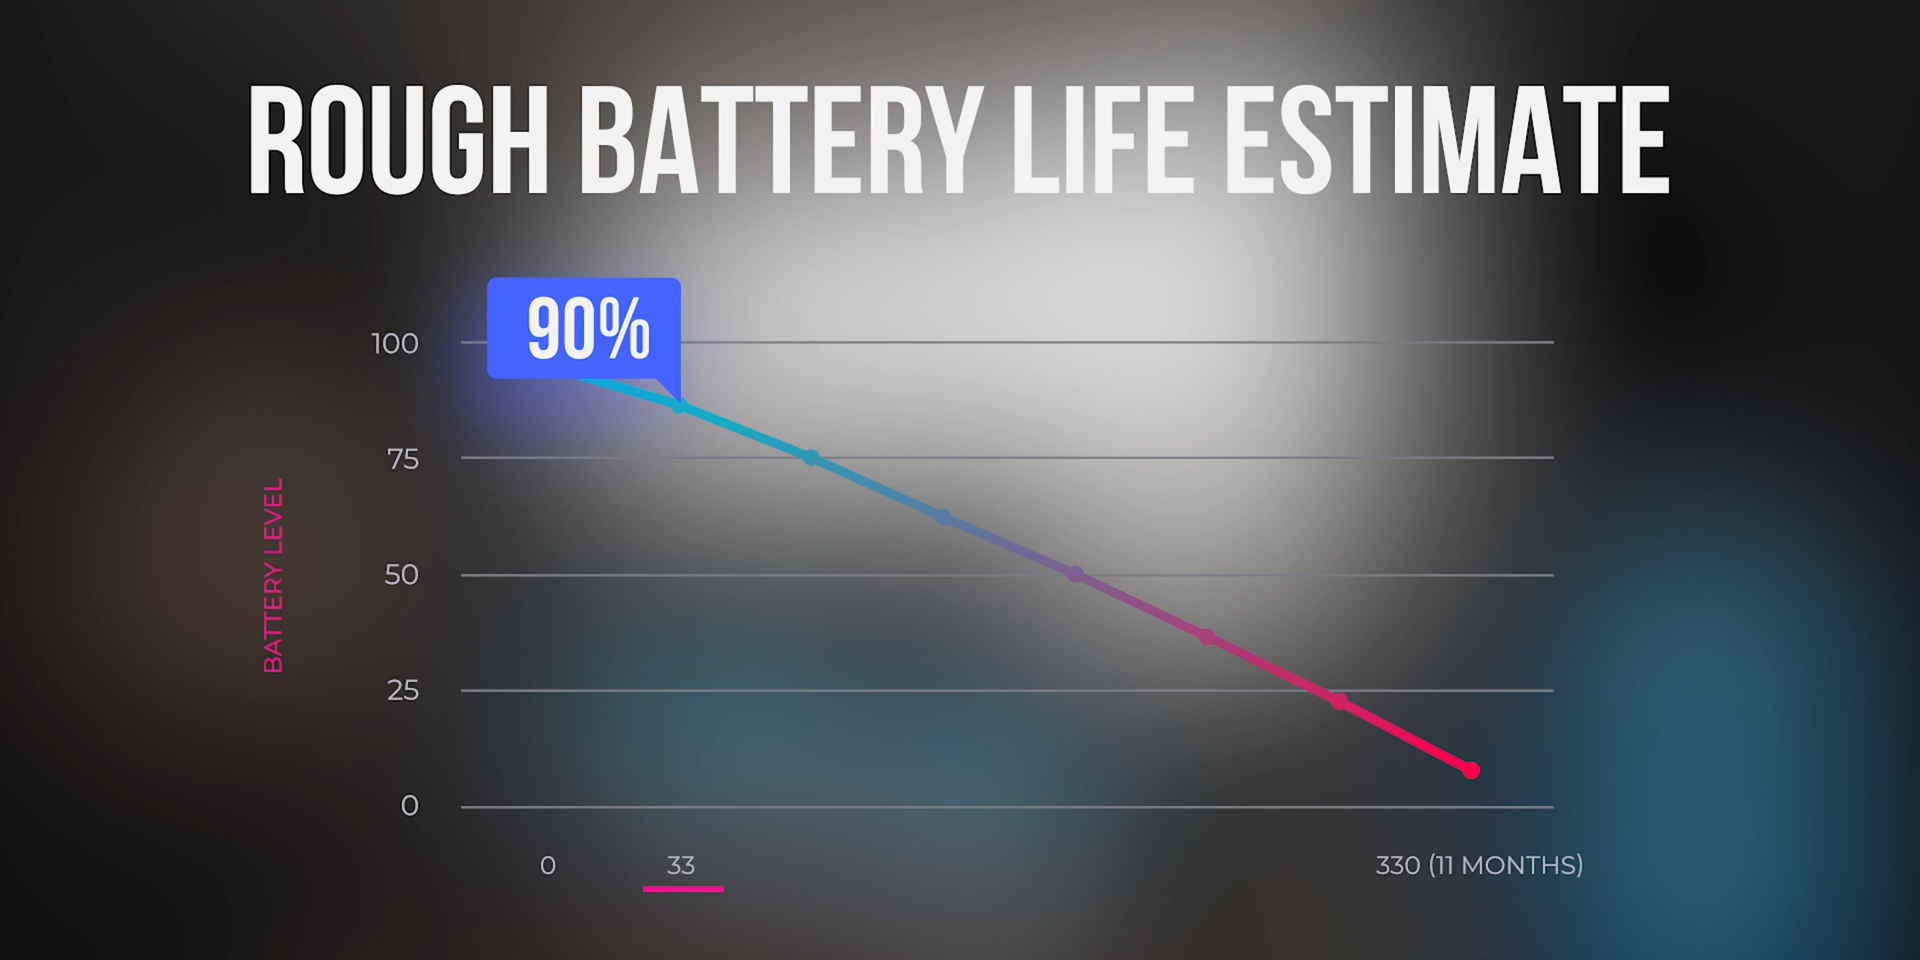 ROUGH BATTERY LIFE ESTIMATE
90%
100
75
50
25
0
BATTERY LEVEL
0
33
330 (11 MONTHS)